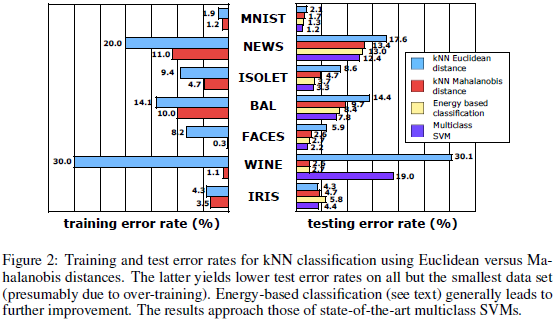 1.9
1.2
MNIST
2.1
1.7
1.3
1.2
20.0
11.0
NEWS
17.6
13.4
13.0
12.4
9.4
4.7
ISOLET
8.6
4.7
3.7
3.3
14.1
10.0
BAL
14.4
9.7
8.4
7.8
8.2
0.3
FACES
5.9
2.6
2.7
2.2
30.0
1.1
WINE
30.1
2.6
2.7
19.0
4.3
3.5
IRIS
4.3
4.7
5.8
4.4
kNN Euclidean
distance
kNN Mahalanobis
distance
Energy based
classification
Multiclass
SVM
training error rate (%)
testing error rate (%)
Figure 2: Training and test error rates for kNN classification using Euclidean versus Ma-
halanobis distances. The latter yields lower test error rates on all but the smallest data set
(presumably due to over-training). Energy-based classification (see text) generally leads to
further improvement. The results approach those of state-of-the-art multiclass SVMs.